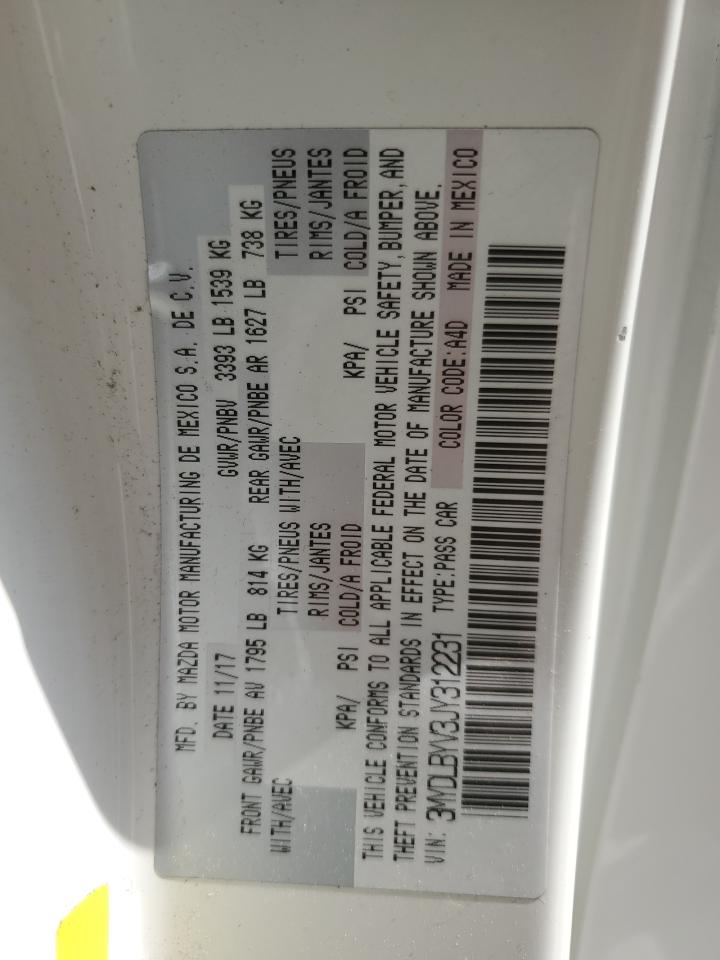 MFD. BY MAZDA MOTOR MANUFACTURING DE MEXICO S.A. DE C.V.
DATE 11/17 GVWR/PNBV 3393 LB 1539 KG
FRONT GAWR/PNBE AV 1795 LB 814 KG REAR GAWR/PNBE AR 1627 LB 738 KG
WITH/AVEC TIRES/PNEUS WITH/AVEC TIRES/PNEUS
RIMS/JANTES RIMS/JANTES
KPA/ PSI COLD/A FROID KPA/ PSI COLD/A FROID
THIS VEHICLE CONFORMS TO ALL APPLICABLE FEDERAL MOTOR VEHICLE SAFETY, BUMPER, AND
THEFT PREVENTION STANDARDS IN EFFECT ON THE DATE OF MANUFACTURE SHOWN ABOVE.
VIN: 3MYDLBYV3JY312231 TYPE:PASS CAR COLOR CODE:A4D MADE IN MEXICO